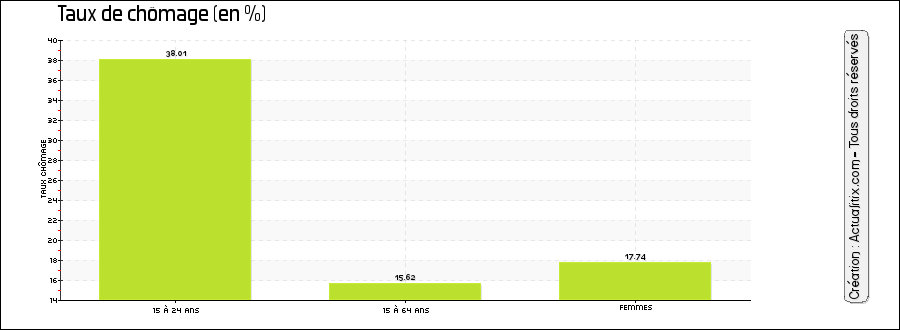 Taux de chômage (en %)
40
38
36
34
32
30
28
26
24
22
20
18
16
14
TAUX CHÔMAGE
38.01
15.62
17.74
15 À 24 ANS
15 À 64 ANS
FEMMES
Création : Actualitix.com - Tous droits réservés